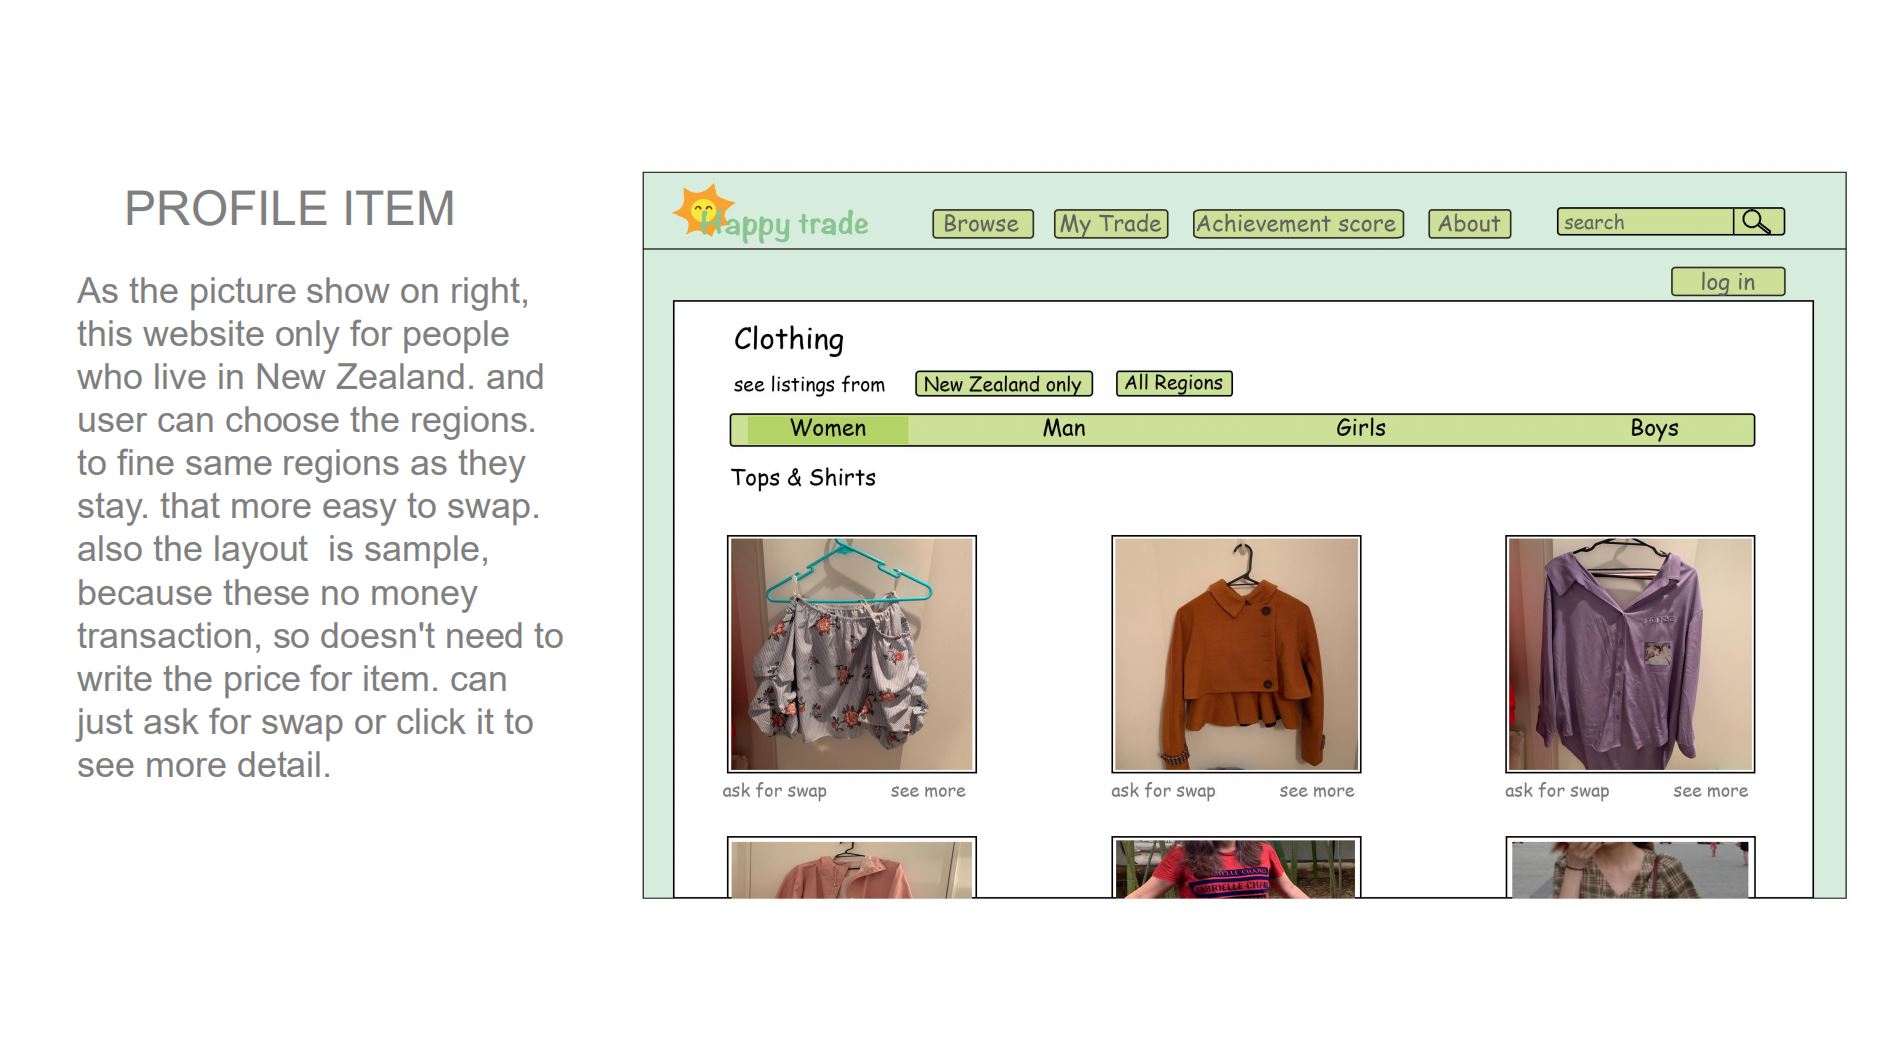 PROFILE ITEM
As the picture show on right,
this website only for people
who live in New Zealand. and
user can choose the regions.
to fine same regions as they
stay. that more easy to swap.
also the layout  is sample,
because these no money
transaction, so doesn't need to
write the price for item. can
just ask for swap or click it to
see more detail.
Happy trade
Browse
My Trade
Achievement score
About
search
log in
Clothing
see listings from
New Zealand only
All Regions
Women
Man
Girls
Boys
Tops & Shirts
ask for swap
see more
ask for swap
see more
ask for swap
see more
GABRIELLE CHAN
GABRIELLE CHA